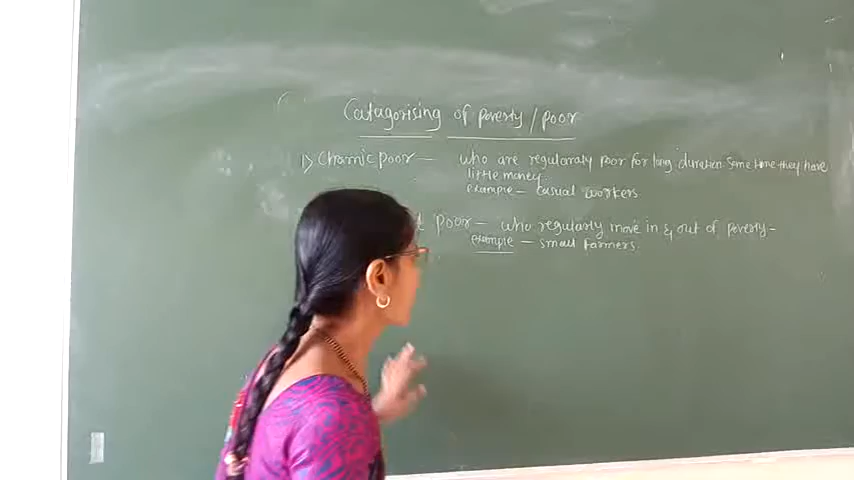 Catagorising of poverty / poor
1) Chronic poor — who are regularaly poor for long duration some time they have
little money.
example — casual workers.
poor — who regularly move in & out of poverty -
example — small farmers.